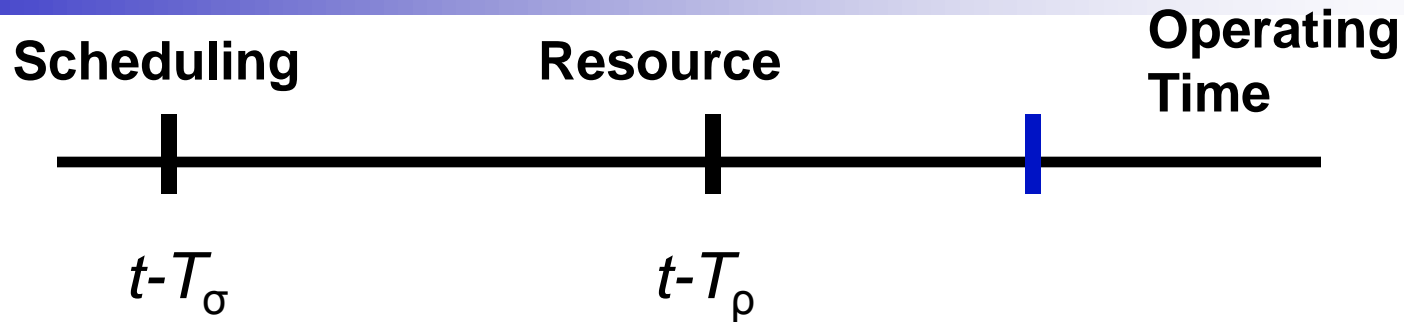 Scheduling
Resource
Operating
Time
t-Tσ
t-Tρ